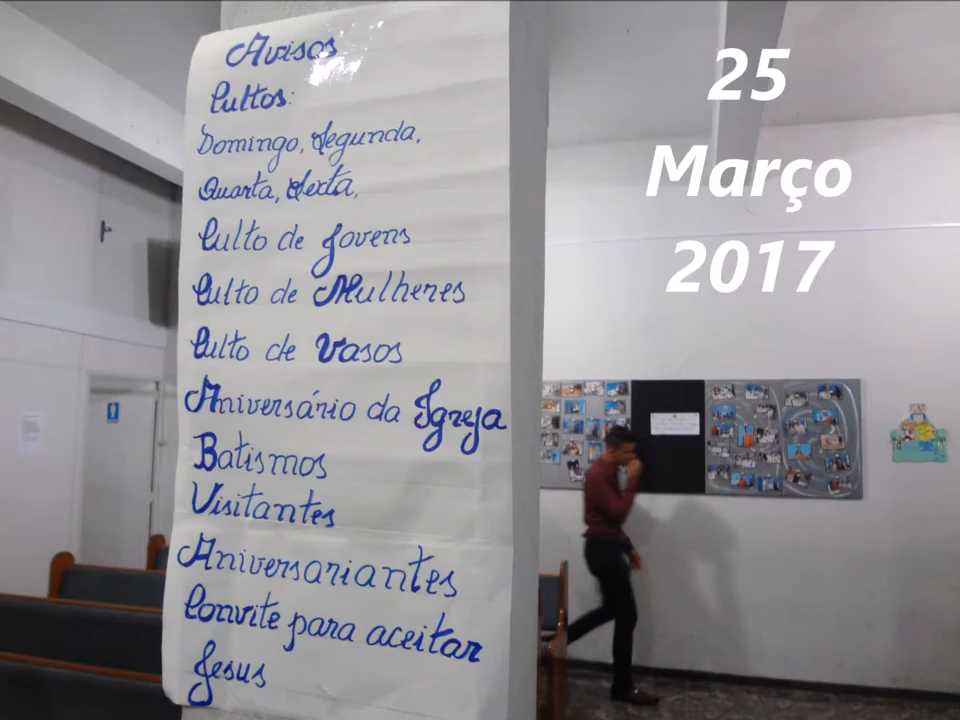 Avisos
Cultos:
Domingo, Segunda,
Quarta, Sexta,
Culto de Jovens
Culto de Mulheres
Culto de Vasos
Aniversário da Igreja
Batismos
Visitantes
Aniversariantes
Convite para aceitar
Jesus
25
Março
2017